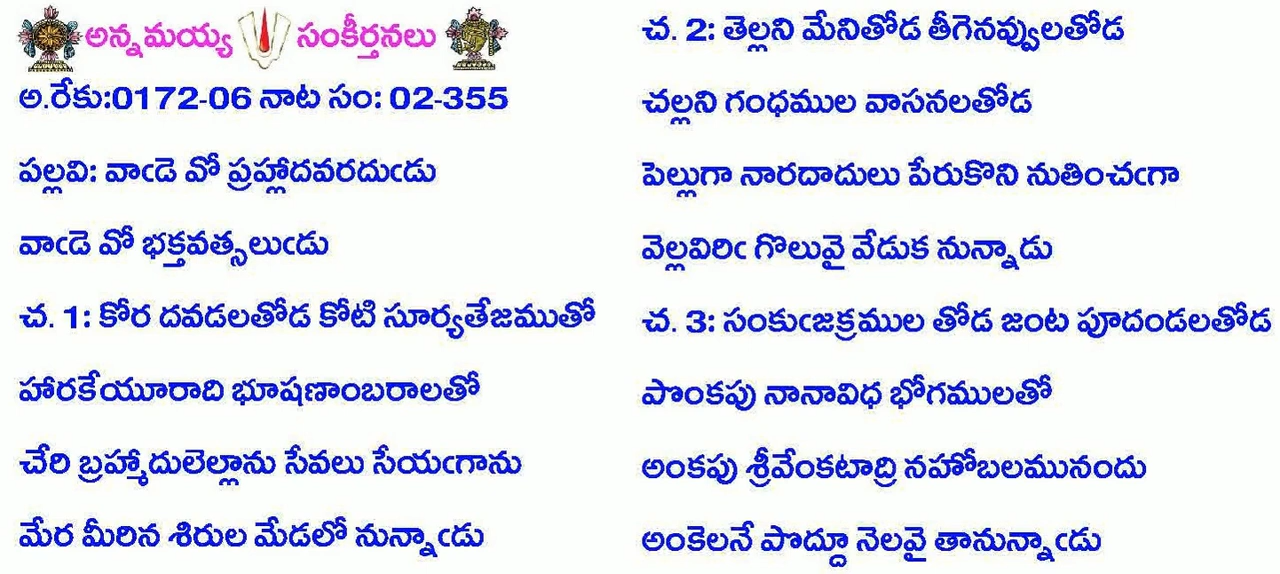 అన్నమయ్య సంకీర్తనలు
అ.రేకు:0172-06 నాట సం: 02-355
పల్లవి: వాఁడె వో ప్రహ్లాదవరదుఁడు
వాఁడె వో భక్తవత్సలుఁడు
చ. 1: కోర దవడలతోడ కోటి సూర్యతేజముతో
హారకేయూరాది భూషణాంబరాలతో
చేరి బ్రహ్మాదులెల్లాను సేవలు సేయఁగాను
మేర మీరిన శిరుల మేడలో నున్నాఁడు
చ. 2: తెల్లని మేనితోడ తీగెనవ్వులతోడ
చల్లని గంధముల వాసనలతోడ
పెల్లుగా నారదాదులు పేరుకొని నుతించఁగా
వెల్లవిరిఁ గొలువై వేడుక నున్నాడు
చ. 3: సంకుఁజక్రముల తోడ జంట పూదండలతోడ
పొంకపు నానావిధ భోగములతో
అంకపు శ్రీవేంకటాద్రి నహోబలమునందు
అంకెలనే పొద్దూ నెలవై తానున్నాఁడు